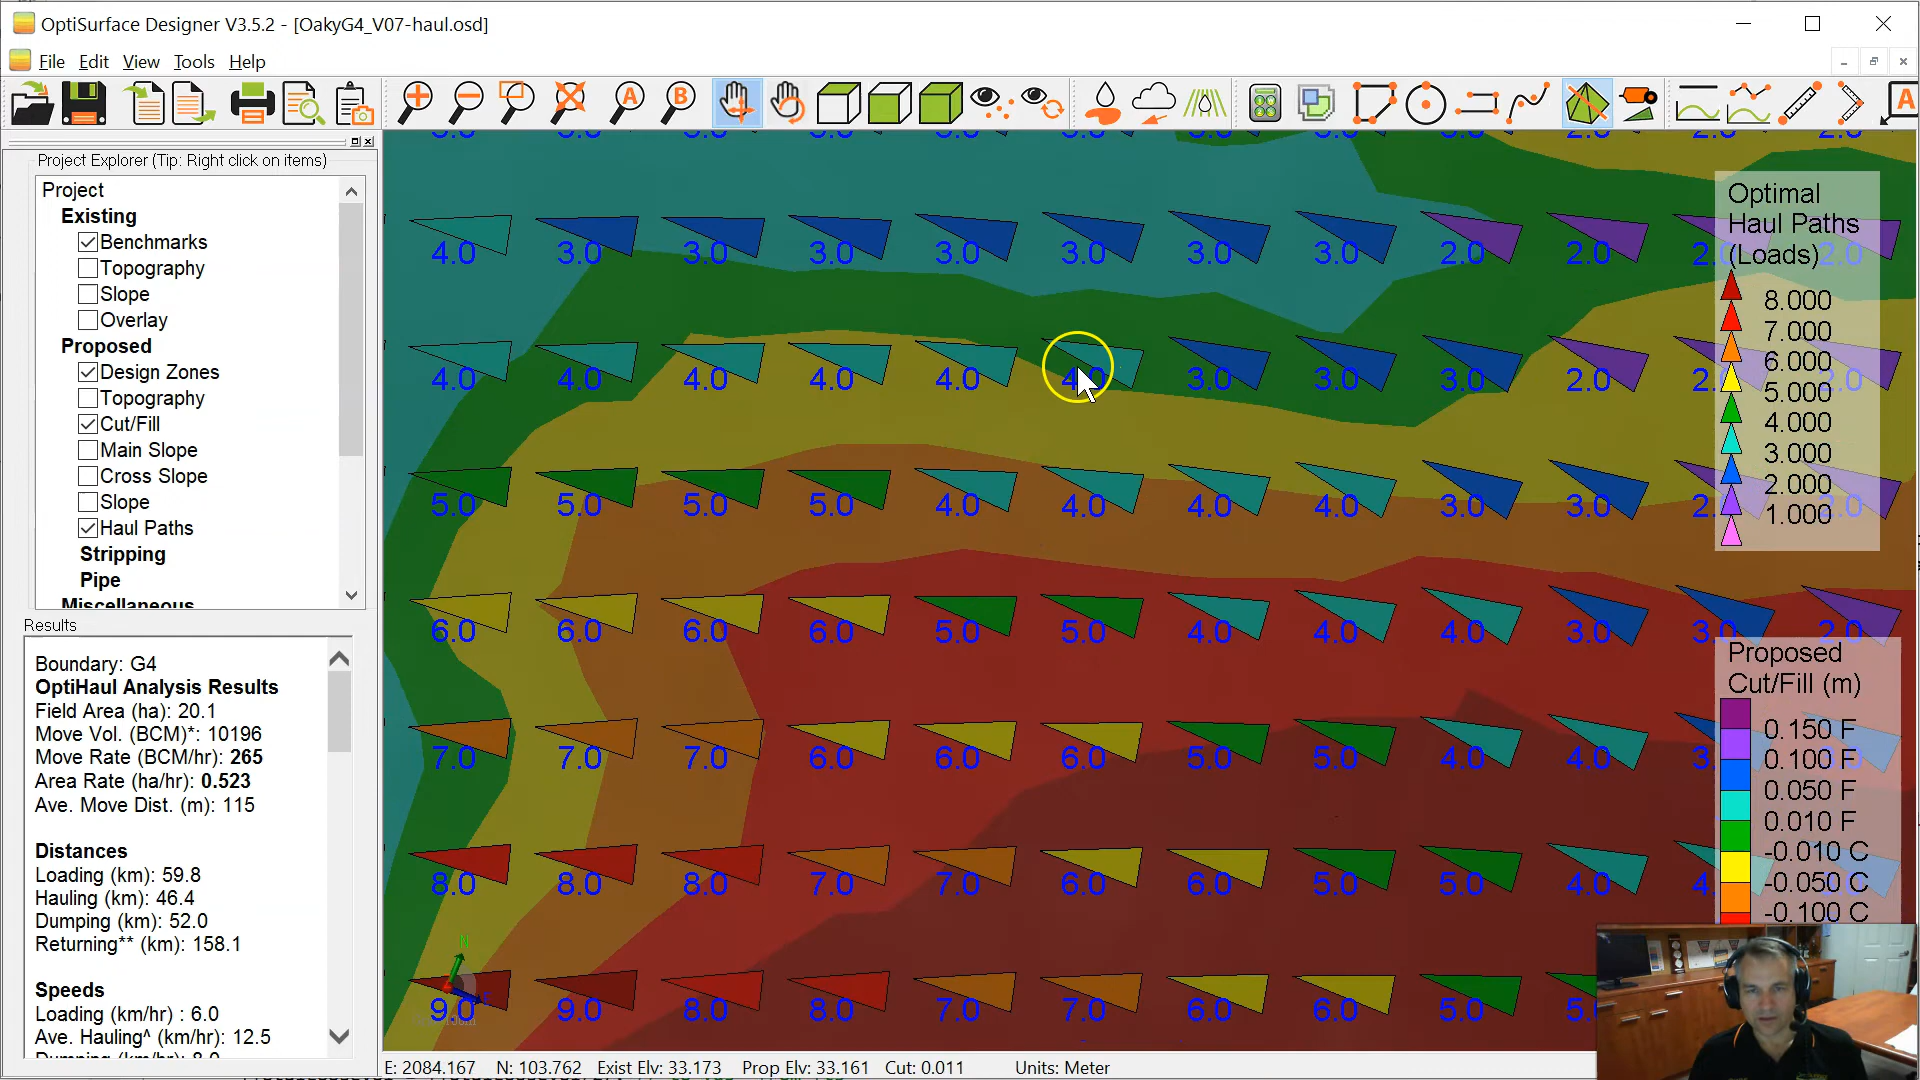 OptiSurface Designer V3.5.2 - [OakyG4_V07-haul.osd]
File Edit View Tools Help
A B A
Project Explorer (Tip: Right click on items)
Project
Existing
Benchmarks
Topography
Slope
Overlay
Proposed
Design Zones
Topography
Cut/Fill
Main Slope
Cross Slope
Slope
Haul Paths
Stripping
Pipe
Miscellaneous
Results
Boundary: G4
OptiHaul Analysis Results
Field Area (ha): 20.1
Move Vol. (BCM)*: 10196
Move Rate (BCM/hr): 265
Area Rate (ha/hr): 0.523
Ave. Move Dist. (m): 115
Distances
Loading (km): 59.8
Hauling (km): 46.4
Dumping (km): 52.0
Returning** (km): 158.1
Speeds
Loading (km/hr) : 6.0
Ave. Hauling^ (km/hr): 12.5
4.0 3.0 3.0 3.0 3.0 3.0 3.0 3.0 2.0 2.0 2.0 2.0
4.0 4.0 4.0 4.0 4.0 4.0 3.0 3.0 3.0 2.0 2.0
5.0 5.0 5.0 5.0 4.0 4.0 4.0 4.0 3.0 3.0
6.0 6.0 6.0 6.0 5.0 5.0 4.0 4.0 4.0 3.0 3.0 2.0
7.0 7.0 7.0 6.0 6.0 6.0 5.0 5.0 4.0 4.0
8.0 8.0 8.0 7.0 7.0 6.0 6.0 5.0 5.0 4.0
9.0 9.0 8.0 8.0 7.0 7.0 6.0 6.0 5.0
N
Optimal
Haul Paths
(Loads)
8.000
7.000
6.000
5.000
4.000
3.000
2.000
1.000
Proposed
Cut/Fill (m)
0.150 F
0.100 F
0.050 F
0.010 F
-0.010 C
-0.050 C
-0.100 C
E: 2084.167 N: 103.762 Exist Elv: 33.173 Prop Elv: 33.161 Cut: 0.011 Units: Meter